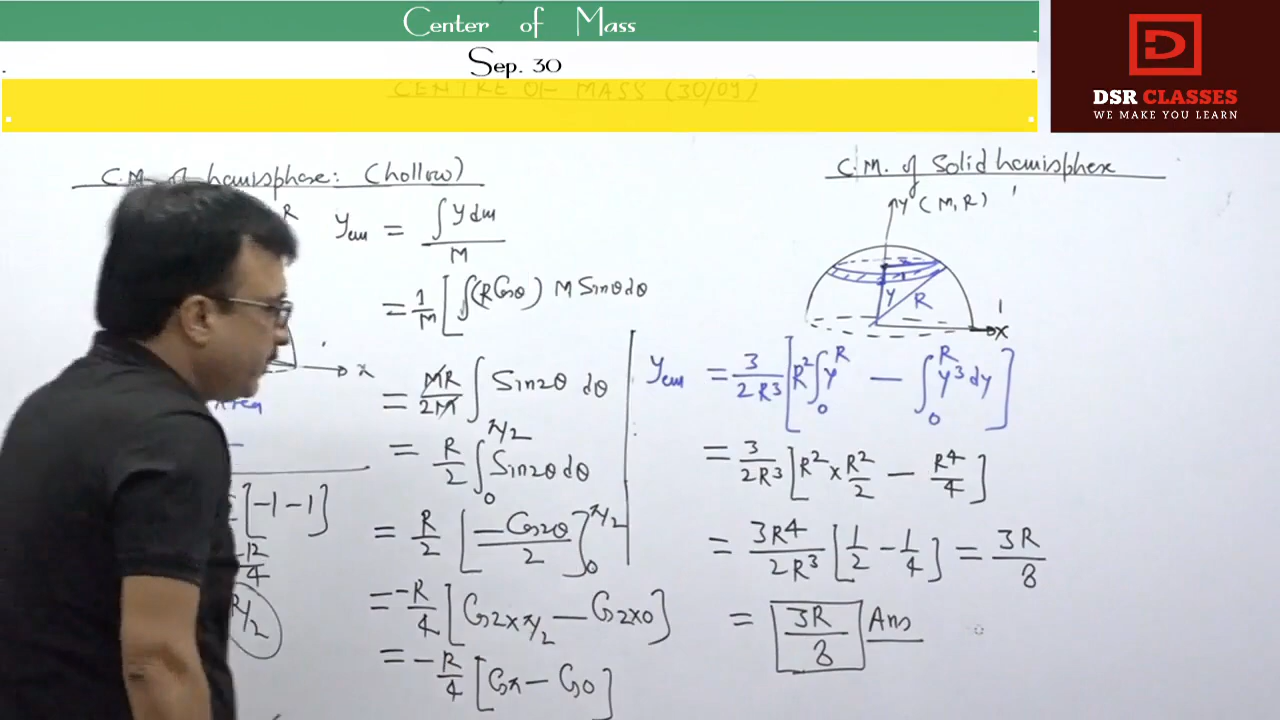 Center of Mass
Sep. 30
CENTRE OF MASS (30/09)
DSR CLASSES
WE MAKE YOU LEARN
C.M. of hemisphere: (hollow)
R
Ycm = ∫ydm / M
= 1/M [∫(R Cosθ) M Sinθdθ
x
= MR/2M ∫ Sin2θ dθ
Area
= R/2 ∫₀^π/2 Sin2θ dθ
[-1-1]
= R/2 [-Cos2θ/2]₀^π/2
R/4
= -R/4 [Cos2×π/2 - Cos2×0]
R/2
= -R/4 [Cosπ - Cos0]
C.M. of Solid hemisphere
Y (M, R)
Y
R
x
Ycm = 3/2R³ [R² ∫₀^R y - ∫₀^R y³ dy]
= 3/2R³ [R² × R²/2 - R⁴/4]
= 3R⁴/2R³ [1/2 - 1/4] = 3R/8
= 3R/8 Ans